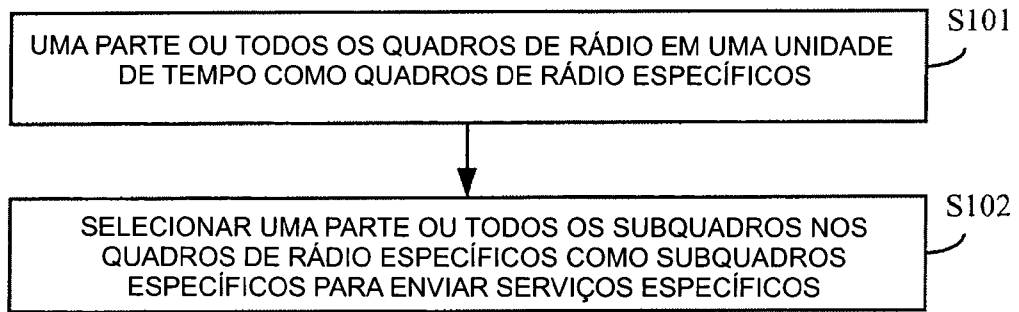 UMA PARTE OU TODOS OS QUADROS DE RÁDIO EM UMA UNIDADE
DE TEMPO COMO QUADROS DE RÁDIO ESPECÍFICOS
S101
SELECIONAR UMA PARTE OU TODOS OS SUBQUADROS NOS
QUADROS DE RÁDIO ESPECÍFICOS COMO SUBQUADROS
ESPECÍFICOS PARA ENVIAR SERVIÇOS ESPECÍFICOS
S102